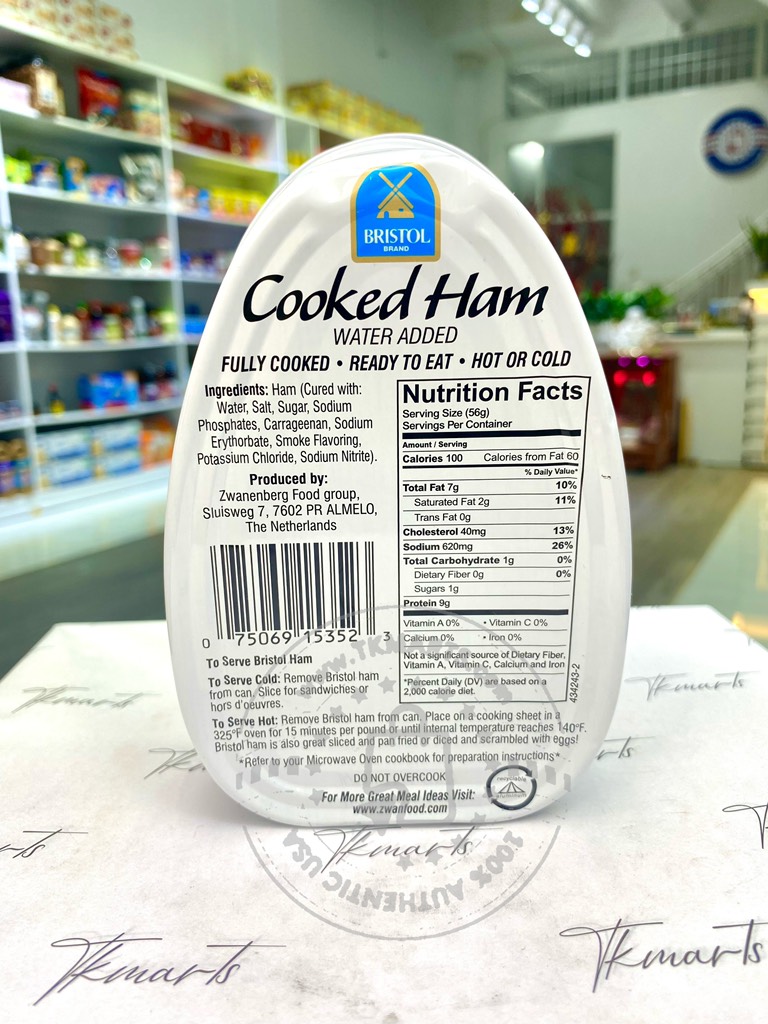 BRISTOL
BRAND
Cooked Ham
WATER ADDED
FULLY COOKED • READY TO EAT • HOT OR COLD
Ingredients: Ham (Cured with:
Water, Salt, Sugar, Sodium
Phosphates, Carrageenan, Sodium
Erythorbate, Smoke Flavoring,
Potassium Chloride, Sodium Nitrite).
Produced by:
Zwanenberg Food group,
Sluisweg 7, 7602 PR ALMELO,
The Netherlands
0 75069 15352 3
Nutrition Facts
Serving Size (56g)
Servings Per Container
Amount / Serving
Calories 100 Calories from Fat 60
% Daily Value*
Total Fat 7g 10%
Saturated Fat 2g 11%
Trans Fat 0g
Cholesterol 40mg 13%
Sodium 620mg 26%
Total Carbohydrate 1g 0%
Dietary Fiber 0g 0%
Sugars 1g
Protein 9g
Vitamin A 0% • Vitamin C 0%
Calcium 0% • Iron 0%
Not a significant source of Dietary Fiber,
Vitamin A, Vitamin C, Calcium and Iron
*Percent Daily (DV) are based on a
2,000 calorie diet.
434243-2
To Serve Bristol Ham
To Serve Cold: Remove Bristol ham
from can. Slice for sandwiches or
hors d'oeuvres.
To Serve Hot: Remove Bristol ham from can. Place on a cooking sheet in a
325°F oven for 15 minutes per pound or until internal temperature reaches 140°F.
Bristol ham is also great sliced and pan fried or diced and scrambled with eggs!
*Refer to your Microwave Oven cookbook for preparation instructions*
DO NOT OVERCOOK
For More Great Meal Ideas Visit:
www.zwanfood.com
recyclable
aluminum
100% AUTHENTIC USA
Tkmarts
Tkmarts
Tkmarts
Tkmarts
Tkmarts